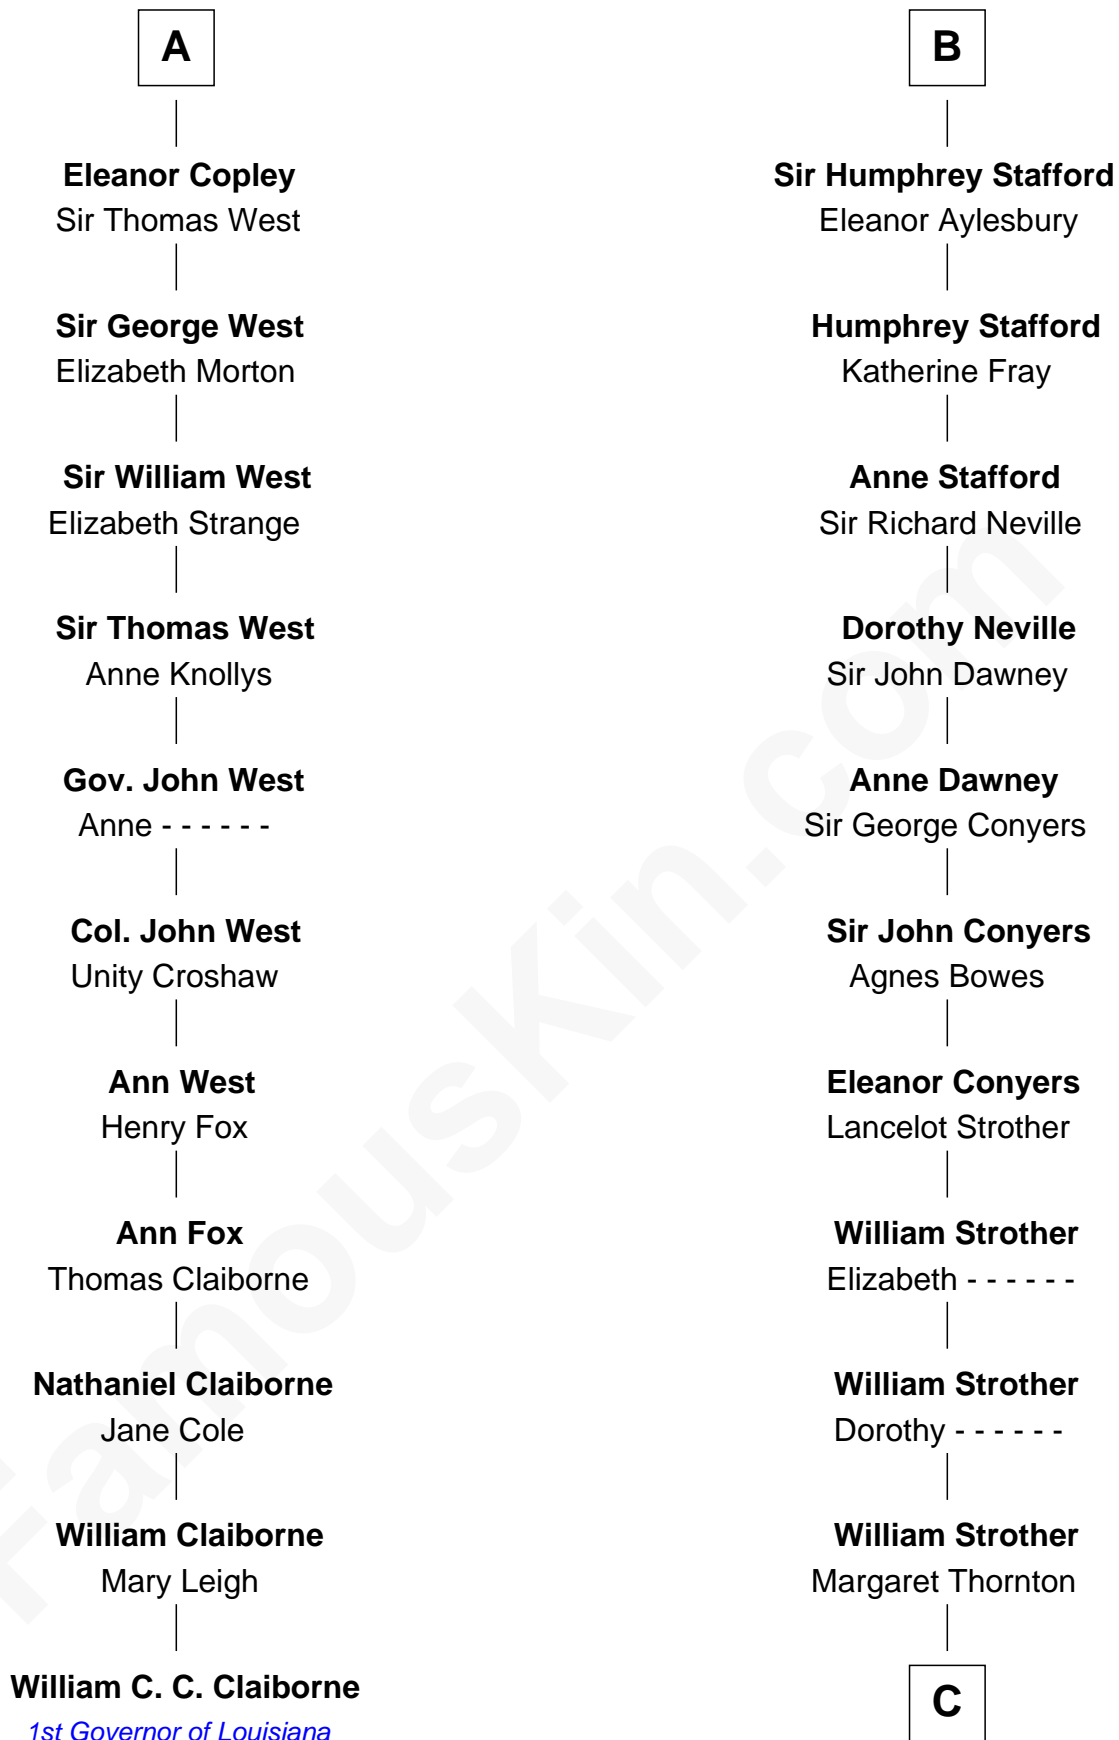 A
Eleanor Copley
Sir Thomas West
Sir George West
Elizabeth Morton
Sir William West
Elizabeth Strange
Sir Thomas West
Anne Knollys
Gov. John West
Anne - - - - - -
Col. John West
Unity Croshaw
Ann West
Henry Fox
Ann Fox
Thomas Claiborne
Nathaniel Claiborne
Jane Cole
William Claiborne
Mary Leigh
William C. C. Claiborne
1st Governor of Louisiana
B
Sir Humphrey Stafford
Eleanor Aylesbury
Humphrey Stafford
Katherine Fray
Anne Stafford
Sir Richard Neville
Dorothy Neville
Sir John Dawney
Anne Dawney
Sir George Conyers
Sir John Conyers
Agnes Bowes
Eleanor Conyers
Lancelot Strother
William Strother
Elizabeth - - - - - -
William Strother
Dorothy - - - - - -
William Strother
Margaret Thornton
C
FamousKin.com